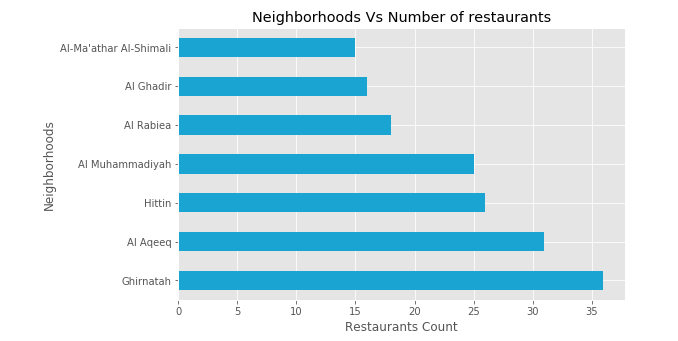 Neighborhoods Vs Number of restaurants
Al-Ma'athar Al-Shimali
Al Ghadir
Al Rabiea
Al Muhammadiyah
Hittin
Al Aqeeq
Ghirnatah
Neighborhoods
0 5 10 15 20 25 30 35
Restaurants Count